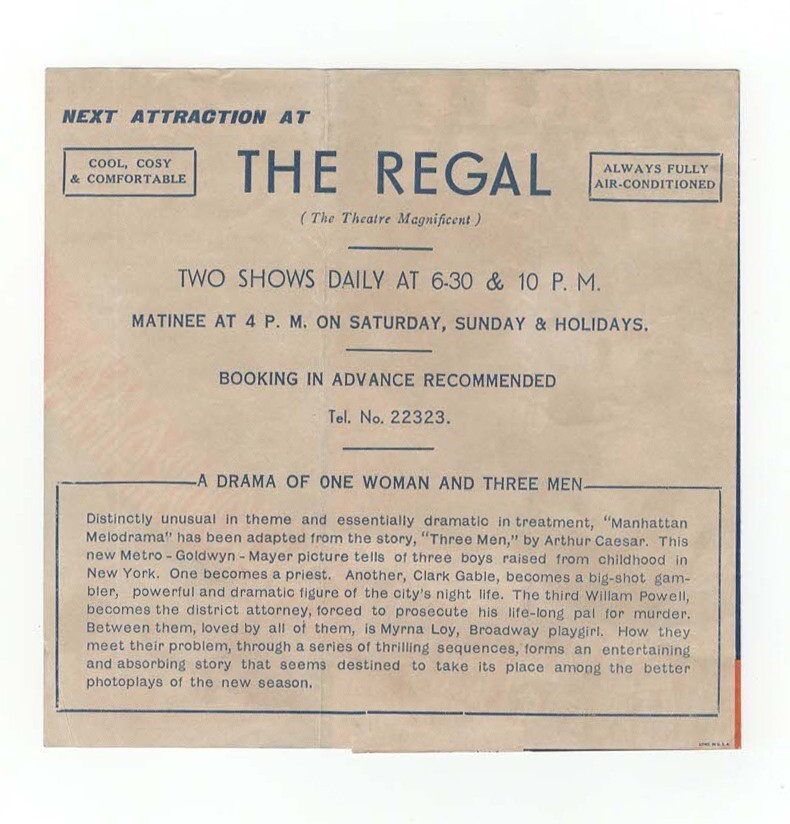 NEXT ATTRACTION AT
COOL, COSY
& COMFORTABLE
THE REGAL
ALWAYS FULLY
AIR-CONDITIONED
( The Theatre Magnificent )
TWO SHOWS DAILY AT 6-30 & 10 P. M.
MATINEE AT 4 P. M. ON SATURDAY, SUNDAY & HOLIDAYS.
BOOKING IN ADVANCE RECOMMENDED
Tel. No. 22323.
A DRAMA OF ONE WOMAN AND THREE MEN
Distinctly unusual in theme and essentially dramatic in treatment, "Manhattan
Melodrama" has been adapted from the story, "Three Men," by Arthur Caesar. This
new Metro - Goldwyn - Mayer picture tells of three boys raised from childhood in
New York. One becomes a priest. Another, Clark Gable, becomes a big-shot gam-
bler, powerful and dramatic figure of the city's night life. The third Willam Powell,
becomes the district attorney, forced to prosecute his life-long pal for murder.
Between them, loved by all of them, is Myrna Loy, Broadway playgirl. How they
meet their problem, through a series of thrilling sequences, forms an entertaining
and absorbing story that seems destined to take its place among the better
photoplays of the new season.